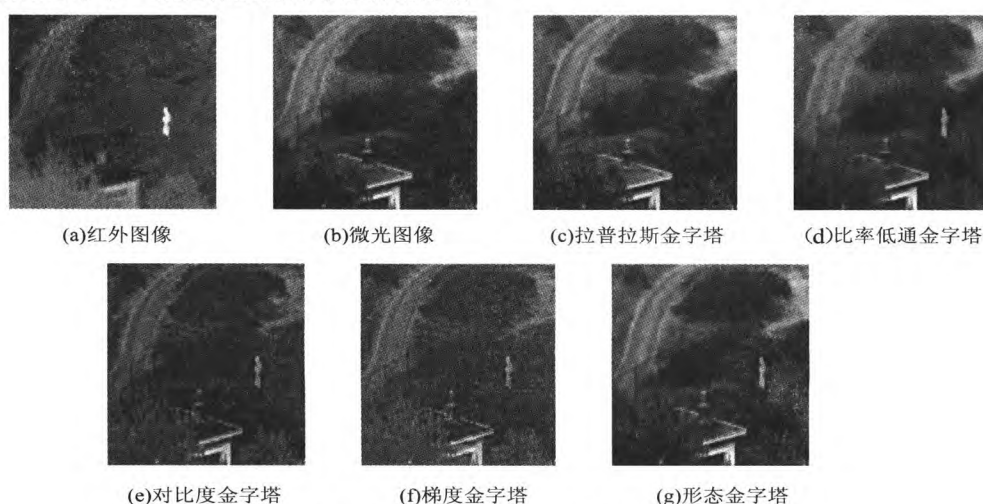 (a)红外图像
(b)微光图像
(c)拉普拉斯金字塔
(d)比率低通金字塔
(e)对比度金字塔
(f)梯度金字塔
(g)形态金字塔